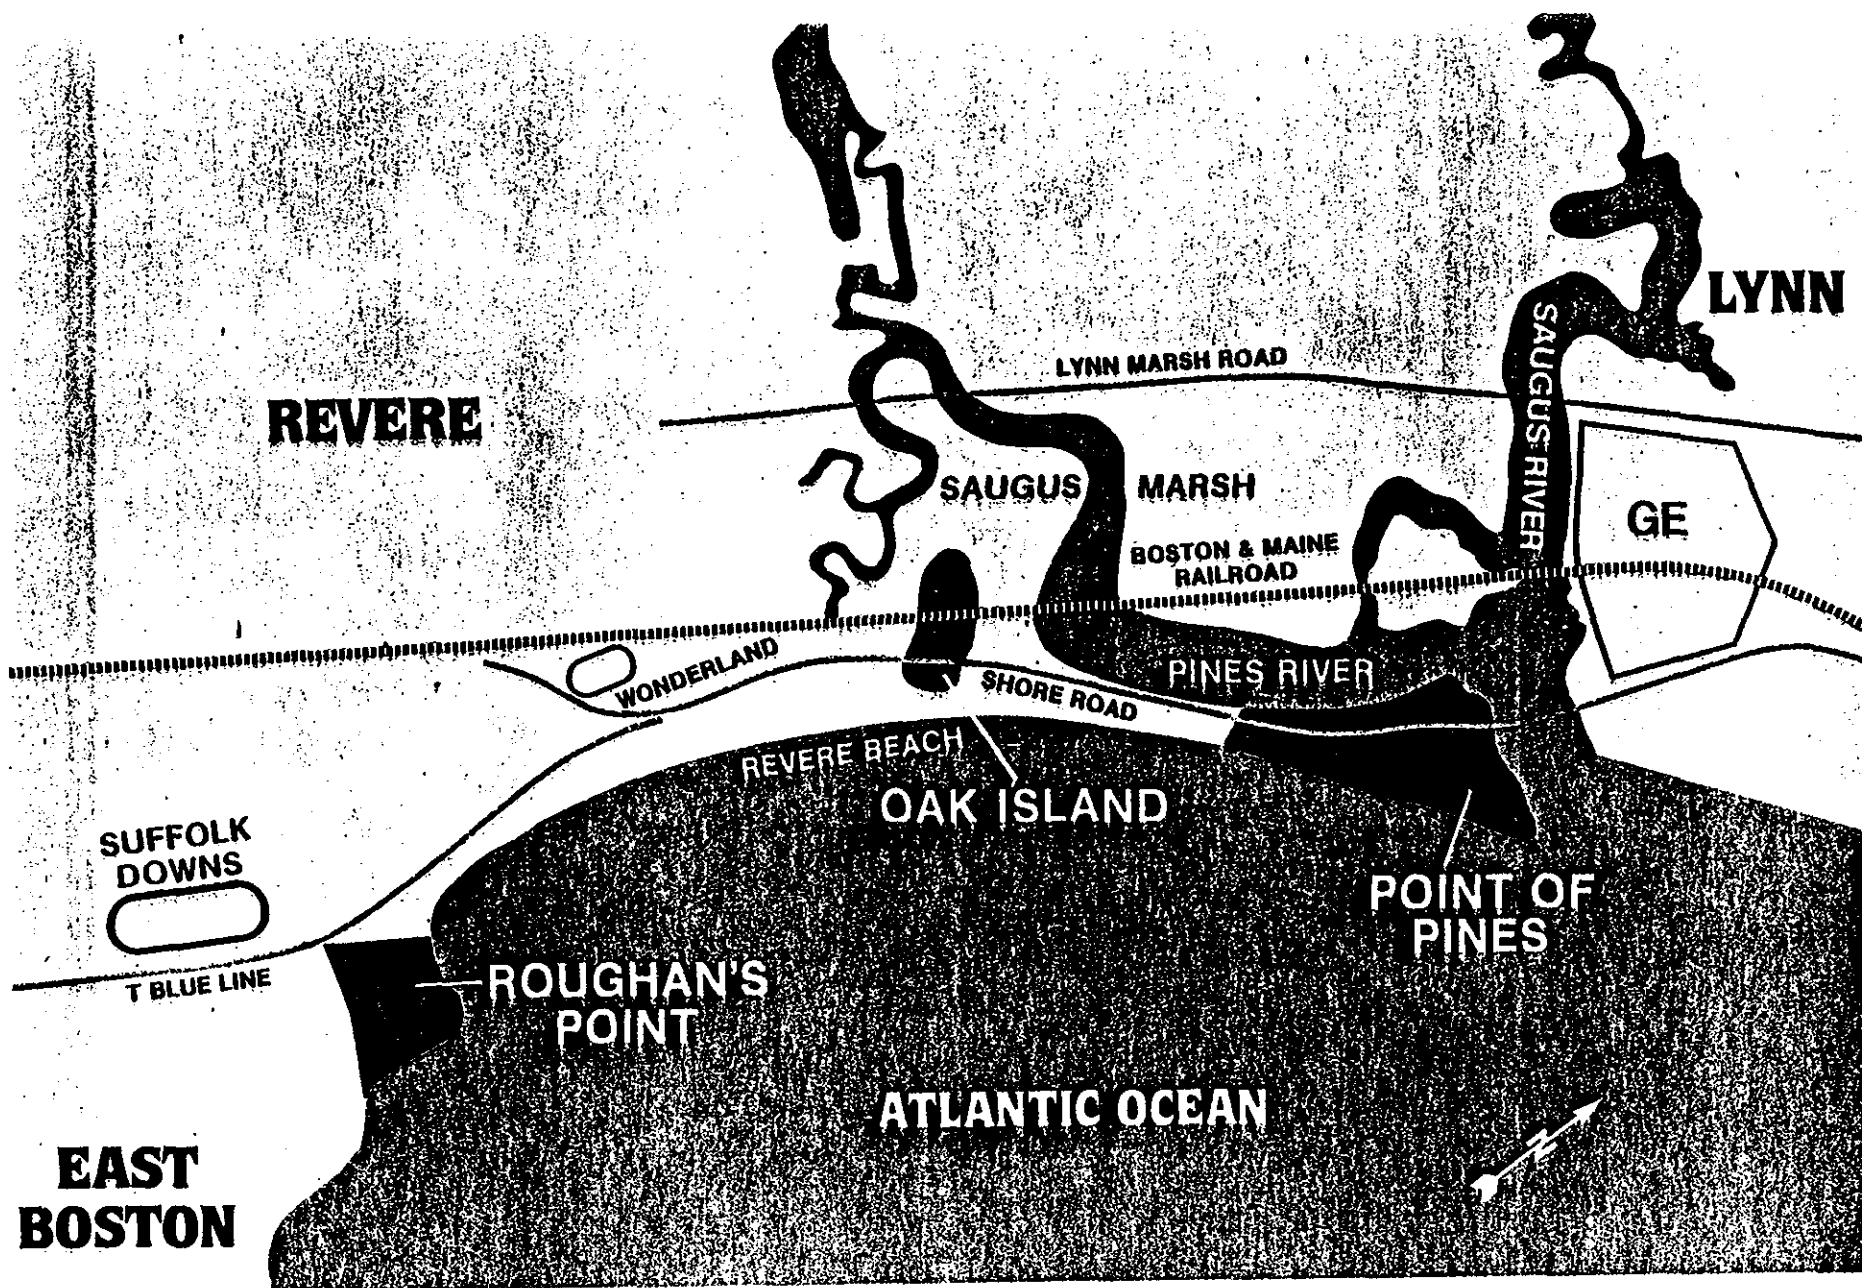 LYNN
SAUGUS RIVER
LYNN MARSH ROAD
REVERE
SAUGUS MARSH
GE
BOSTON & MAINE
RAILROAD
PINES RIVER
WONDERLAND
SHORE ROAD
REVERE BEACH
OAK ISLAND
SUFFOLK
DOWNS
POINT OF
PINES
T BLUE LINE
ROUGHAN'S
POINT
ATLANTIC OCEAN
N
EAST
BOSTON